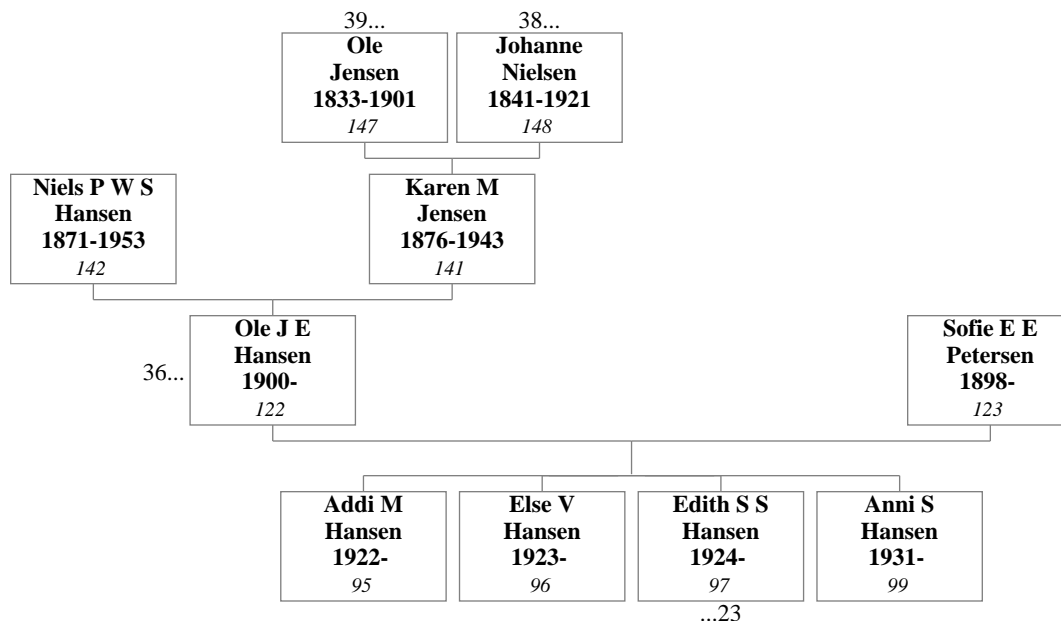 39...
Ole
Jensen
1833-1901
147
38...
Johanne
Nielsen
1841-1921
148
Niels P W S
Hansen
1871-1953
142
Karen M
Jensen
1876-1943
141
36...
Ole J E
Hansen
1900-
122
Sofie E E
Petersen
1898-
123
Addi M
Hansen
1922-
95
Else V
Hansen
1923-
96
Edith S S
Hansen
1924-
97
...23
Anni S
Hansen
1931-
99